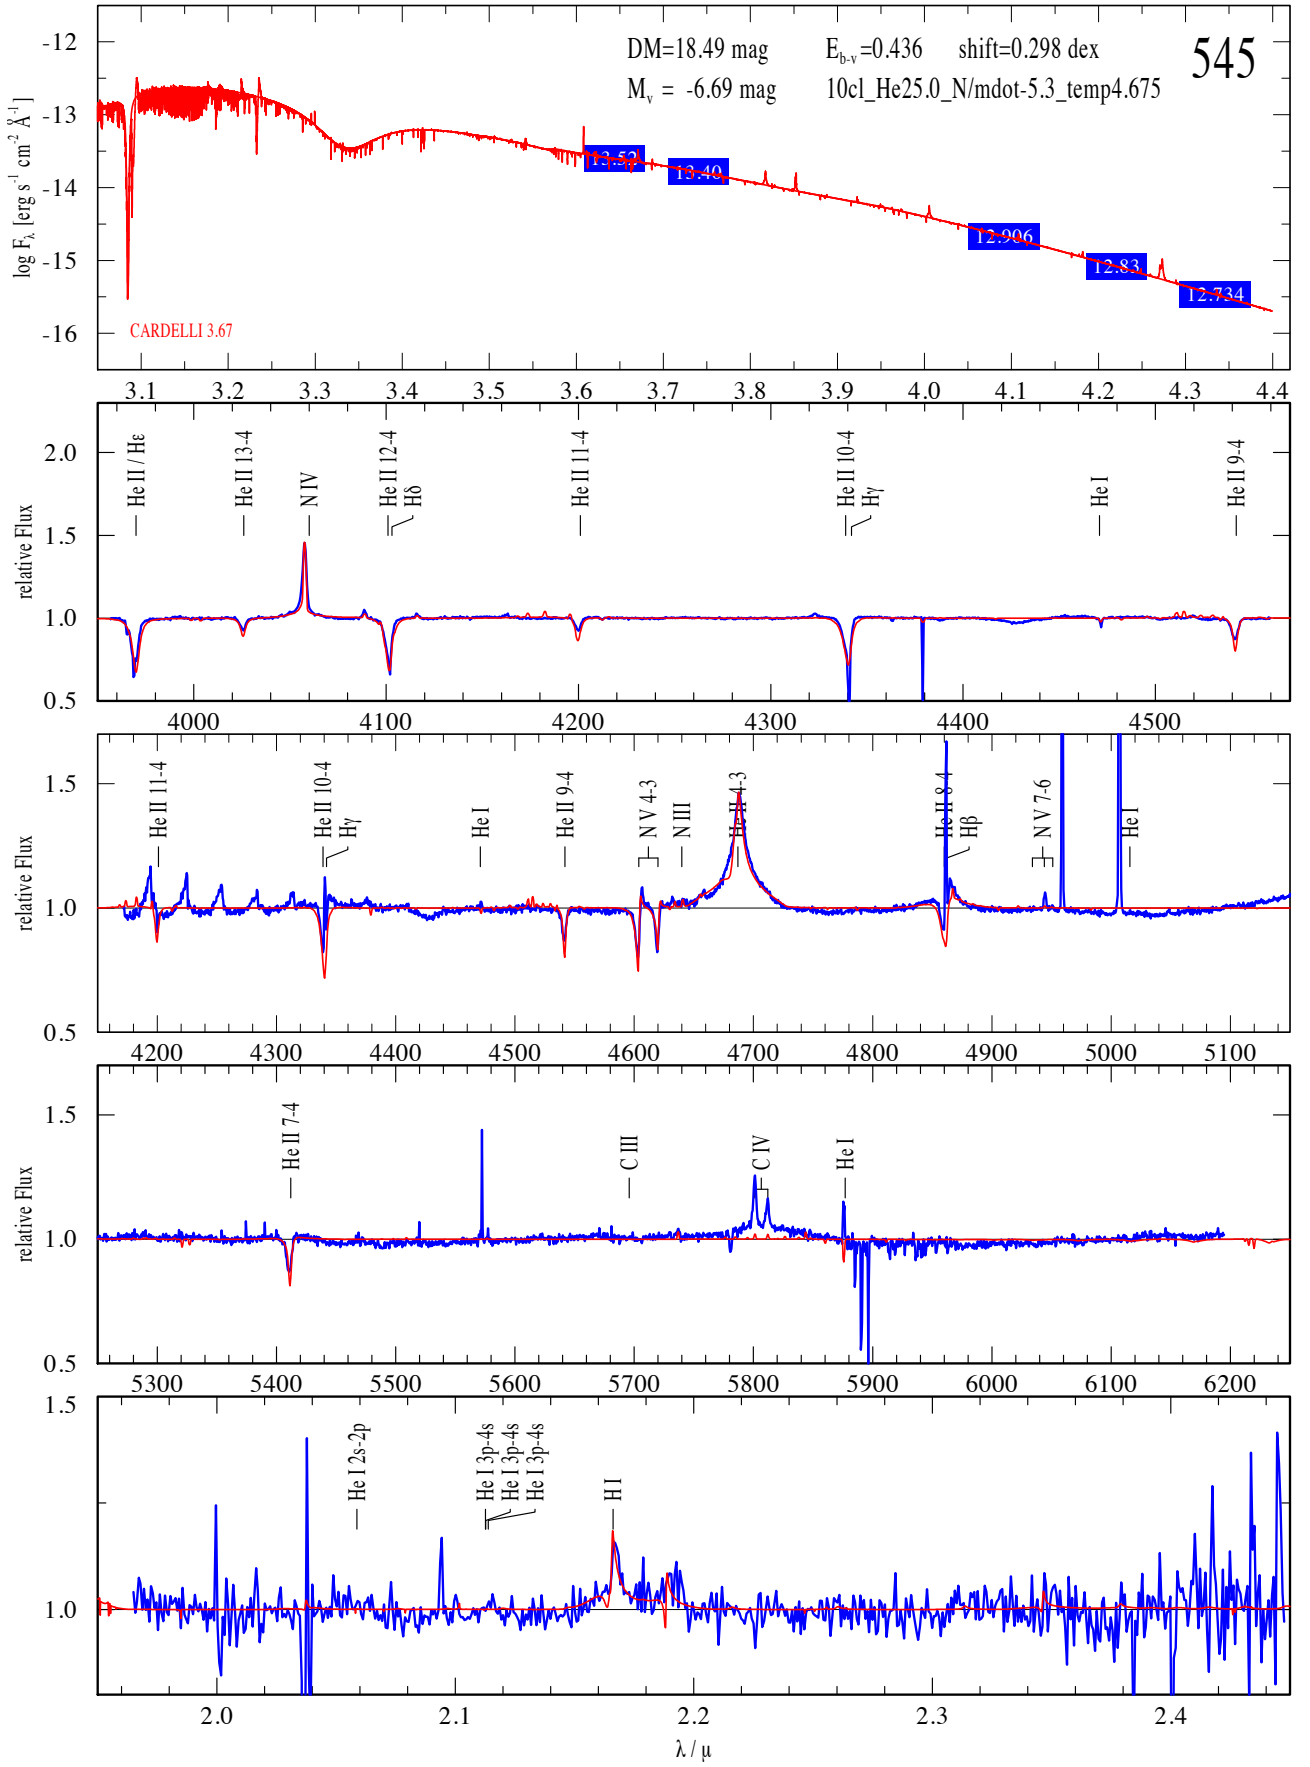 DM=18.49 mag E_b-v=0.436 shift=0.298 dex 545
M_v = -6.69 mag 10cl_He25.0_N/mdot-5.3_temp4.675
log F_λ [erg s⁻¹ cm⁻² Å⁻¹]
-12
-13
-14
-15
-16
13.52
13.40
12.906
12.83
12.734
CARDELLI 3.67
3.1 3.2 3.3 3.4 3.5 3.6 3.7 3.8 3.9 4.0 4.1 4.2 4.3 4.4
relative Flux
2.0
1.5
1.0
0.5
He II / Hε
He II 13-4
N IV
He II 12-4
Hδ
He II 11-4
He II 10-4
Hγ
He I
He II 9-4
4000 4100 4200 4300 4400 4500
relative Flux
1.5
1.0
0.5
He II 11-4
He II 10-4
Hγ
He I
He II 9-4
N V 4-3
N III
He II 4-3
He II 8-4
Hβ
N V 7-6
He I
4200 4300 4400 4500 4600 4700 4800 4900 5000 5100
relative Flux
1.5
1.0
0.5
He II 7-4
C III
C IV
He I
5300 5400 5500 5600 5700 5800 5900 6000 6100 6200
1.5
1.0
He I 2s-2p
He I 3p-4s
He I 3p-4s
He I 3p-4s
H I
2.0 2.1 2.2 2.3 2.4
λ / μ